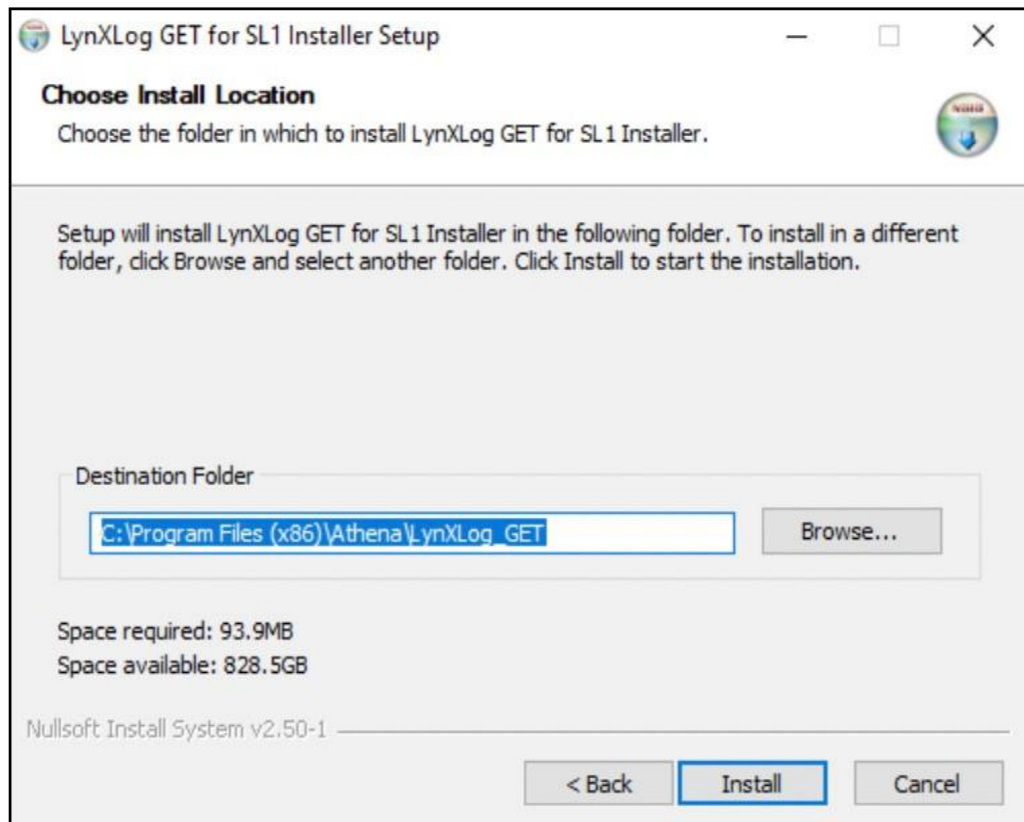 LynXLog GET for SL1 Installer Setup
Choose Install Location
Choose the folder in which to install LynXLog GET for SL1 Installer.
Setup will install LynXLog GET for SL1 Installer in the following folder. To install in a different
folder, click Browse and select another folder. Click Install to start the installation.
Destination Folder
C:\Program Files (x86)\Athena\LynXLog_GET
Browse...
Space required: 93.9MB
Space available: 828.5GB
Nullsoft Install System v2.50-1
< Back Install Cancel